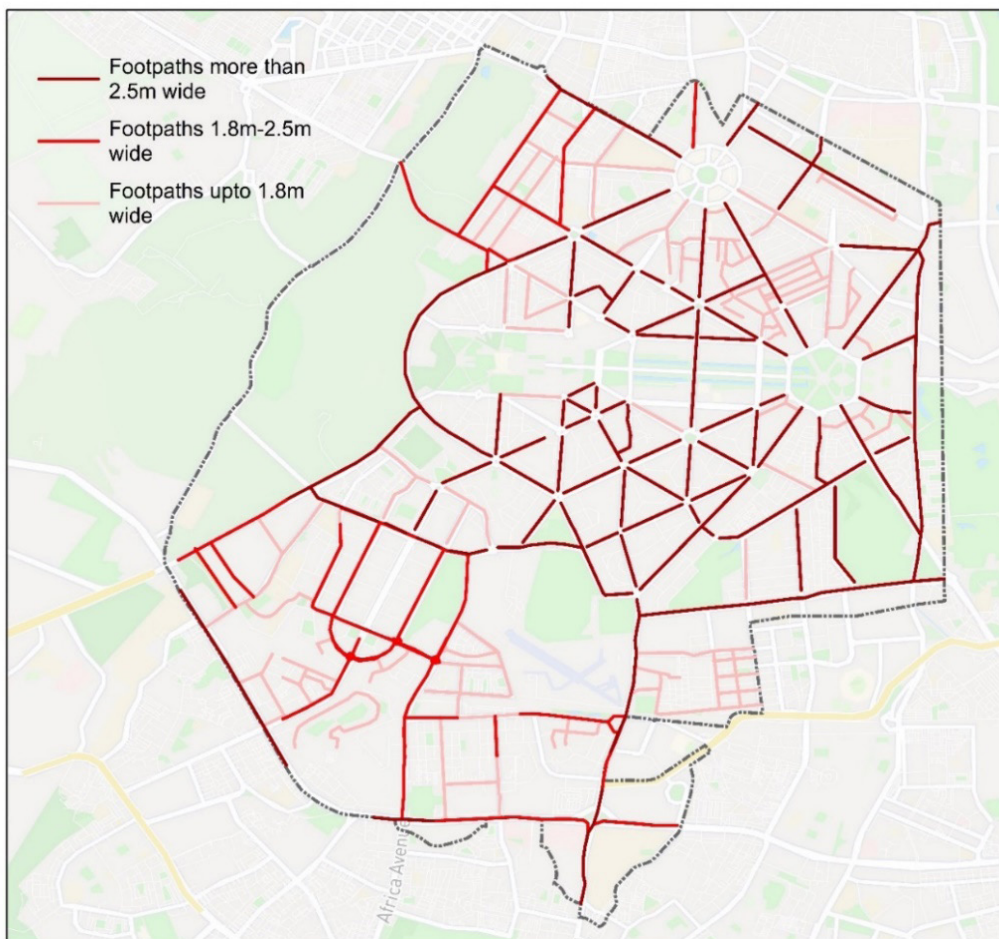 Footpaths more than
2.5m wide
Footpaths 1.8m-2.5m
wide
Footpaths upto 1.8m
wide
Africa Avenue